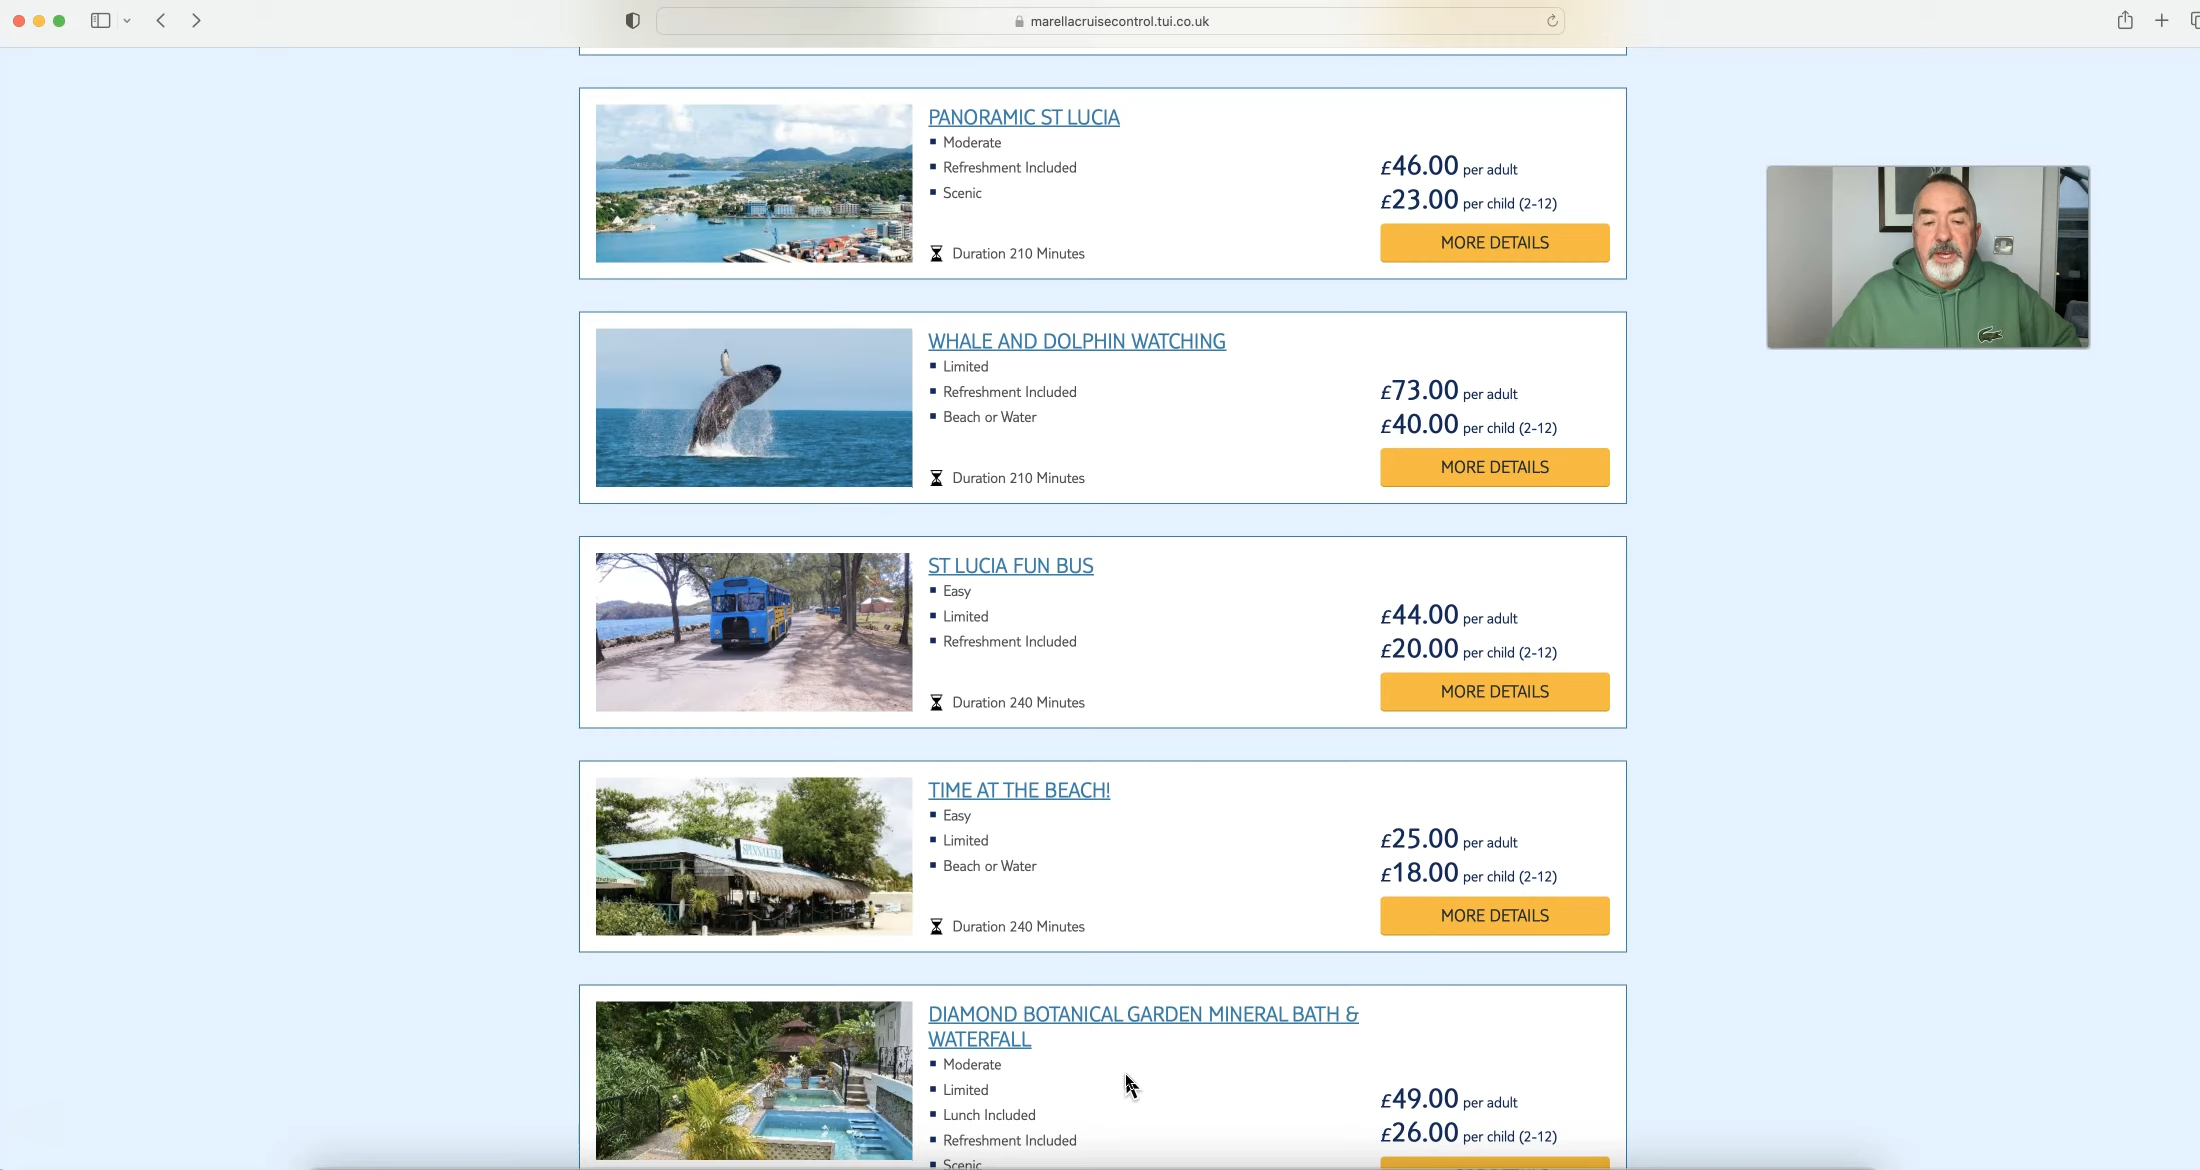 marellacruisecontrol.tui.co.uk
PANORAMIC ST LUCIA
Moderate
Refreshment Included
Scenic
Duration 210 Minutes
£46.00 per adult
£23.00 per child (2-12)
MORE DETAILS
WHALE AND DOLPHIN WATCHING
Limited
Refreshment Included
Beach or Water
Duration 210 Minutes
£73.00 per adult
£40.00 per child (2-12)
MORE DETAILS
ST LUCIA FUN BUS
Easy
Limited
Refreshment Included
Duration 240 Minutes
£44.00 per adult
£20.00 per child (2-12)
MORE DETAILS
TIME AT THE BEACH!
Easy
Limited
Beach or Water
Duration 240 Minutes
£25.00 per adult
£18.00 per child (2-12)
MORE DETAILS
SPINNAKERS
DIAMOND BOTANICAL GARDEN MINERAL BATH &
WATERFALL
Moderate
Limited
Lunch Included
Refreshment Included
Scenic
£49.00 per adult
£26.00 per child (2-12)